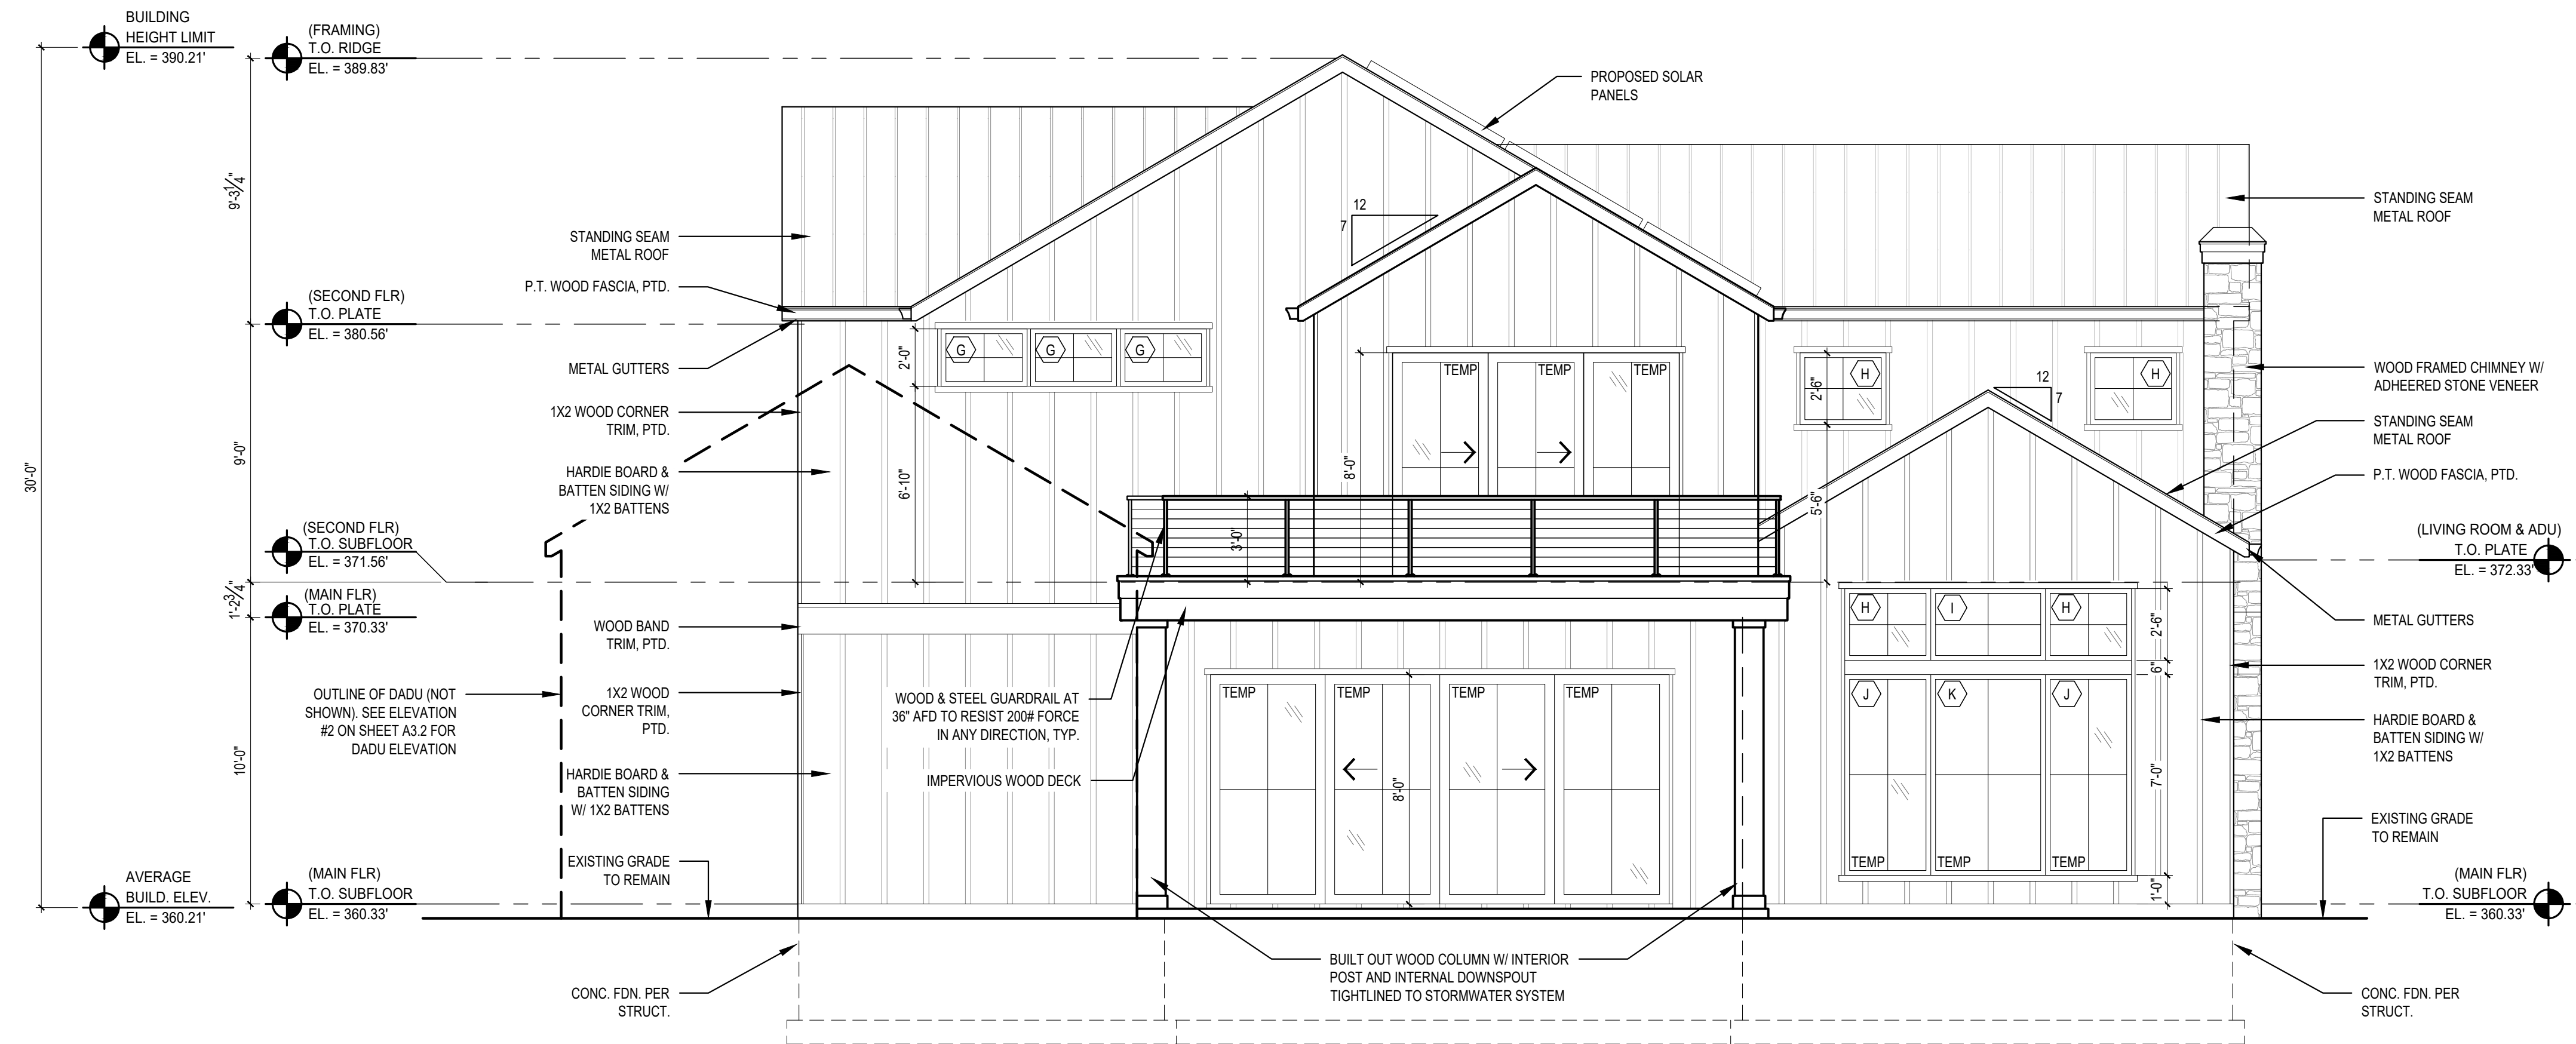 BUILDING
HEIGHT LIMIT
EL. = 390.21'
(FRAMING)
T.O. RIDGE
EL. = 389.83'
PROPOSED SOLAR
PANELS
9'-3 1/4"
12
7
STANDING SEAM
METAL ROOF
STANDING SEAM
METAL ROOF
P.T. WOOD FASCIA, PTD.
(SECOND FLR)
T.O. PLATE
EL. = 380.56'
METAL GUTTERS
G
G
G
2'-0"
TEMP
TEMP
TEMP
H
H
2'-6"
12
7
WOOD FRAMED CHIMNEY W/
ADHEERED STONE VENEER
1X2 WOOD CORNER
TRIM, PTD.
STANDING SEAM
METAL ROOF
30'-0"
9'-0"
HARDIE BOARD &
BATTEN SIDING W/
1X2 BATTENS
6'-10"
8'-0"
5'-6"
P.T. WOOD FASCIA, PTD.
(SECOND FLR)
T.O. SUBFLOOR
EL. = 371.56'
3'-0"
(LIVING ROOM & ADU)
T.O. PLATE
EL. = 372.33'
1'-2 3/4"
(MAIN FLR)
T.O. PLATE
EL. = 370.33'
WOOD BAND
TRIM, PTD.
H
I
H
2'-6"
METAL GUTTERS
6"
1X2 WOOD CORNER
TRIM, PTD.
OUTLINE OF DADU (NOT
SHOWN). SEE ELEVATION
#2 ON SHEET A3.2 FOR
DADU ELEVATION
1X2 WOOD
CORNER TRIM,
PTD.
WOOD & STEEL GUARDRAIL AT
36" AFD TO RESIST 200# FORCE
IN ANY DIRECTION, TYP.
TEMP
TEMP
TEMP
TEMP
J
K
J
HARDIE BOARD &
BATTEN SIDING W/
1X2 BATTENS
10'-0"
HARDIE BOARD &
BATTEN SIDING
W/ 1X2 BATTENS
IMPERVIOUS WOOD DECK
8'-0"
7'-0"
EXISTING GRADE
TO REMAIN
EXISTING GRADE
TO REMAIN
TEMP
TEMP
TEMP
1'-0"
AVERAGE
BUILD. ELEV.
EL. = 360.21'
(MAIN FLR)
T.O. SUBFLOOR
EL. = 360.33'
(MAIN FLR)
T.O. SUBFLOOR
EL. = 360.33'
BUILT OUT WOOD COLUMN W/ INTERIOR
POST AND INTERNAL DOWNSPOUT
TIGHTLINED TO STORMWATER SYSTEM
CONC. FDN. PER
STRUCT.
CONC. FDN. PER
STRUCT.